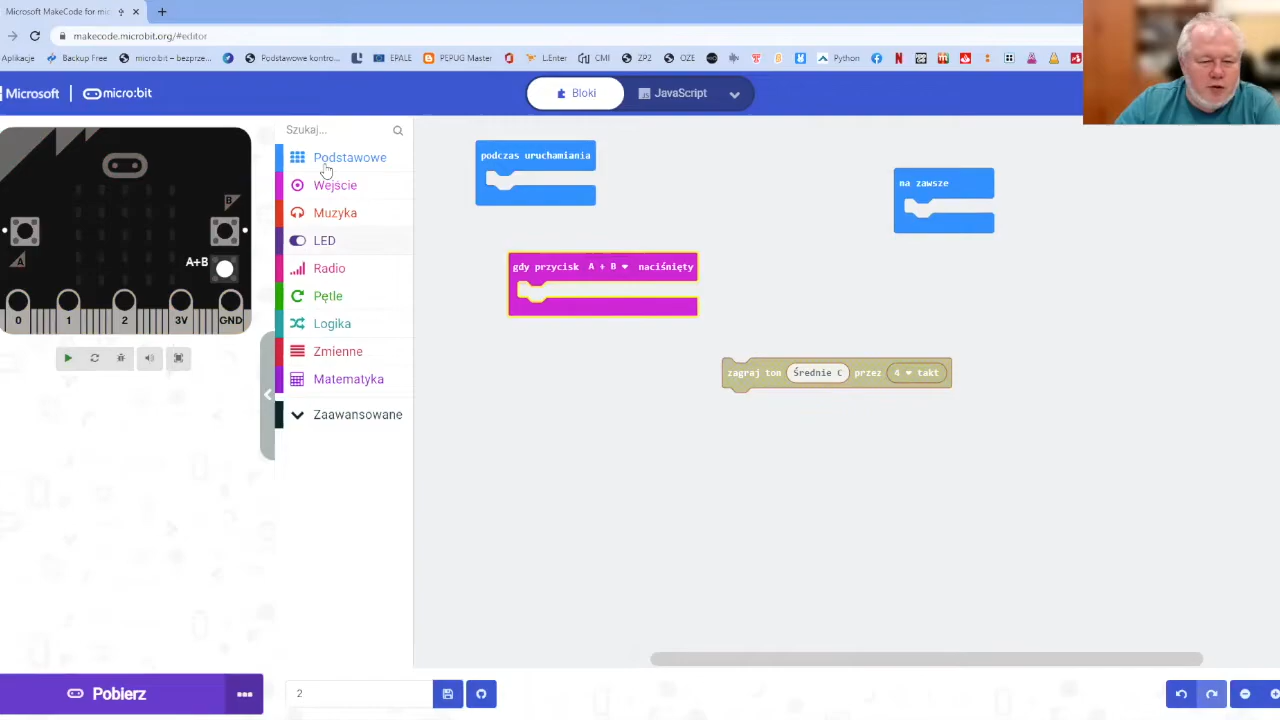 Microsoft MakeCode for mic
makecode.microbit.org/#editor
Aplikacje
Backup Free
micro:bit – bezprze...
Podstawowe kontro...
EPALE
PEPUG Master
L.Enter
CMI
ZPI
OZE
Python
Microsoft
micro:bit
Bloki
JavaScript
Szukaj...
Podstawowe
Wejście
Muzyka
LED
Radio
Pętle
Logika
Zmienne
Matematyka
Zaawansowane
B
A
A+B
0 1 2 3V GND
podczas uruchamiania
na zawsze
gdy przycisk A + B naciśnięty
zagraj ton Średnie C przez 4 takt
Pobierz
2